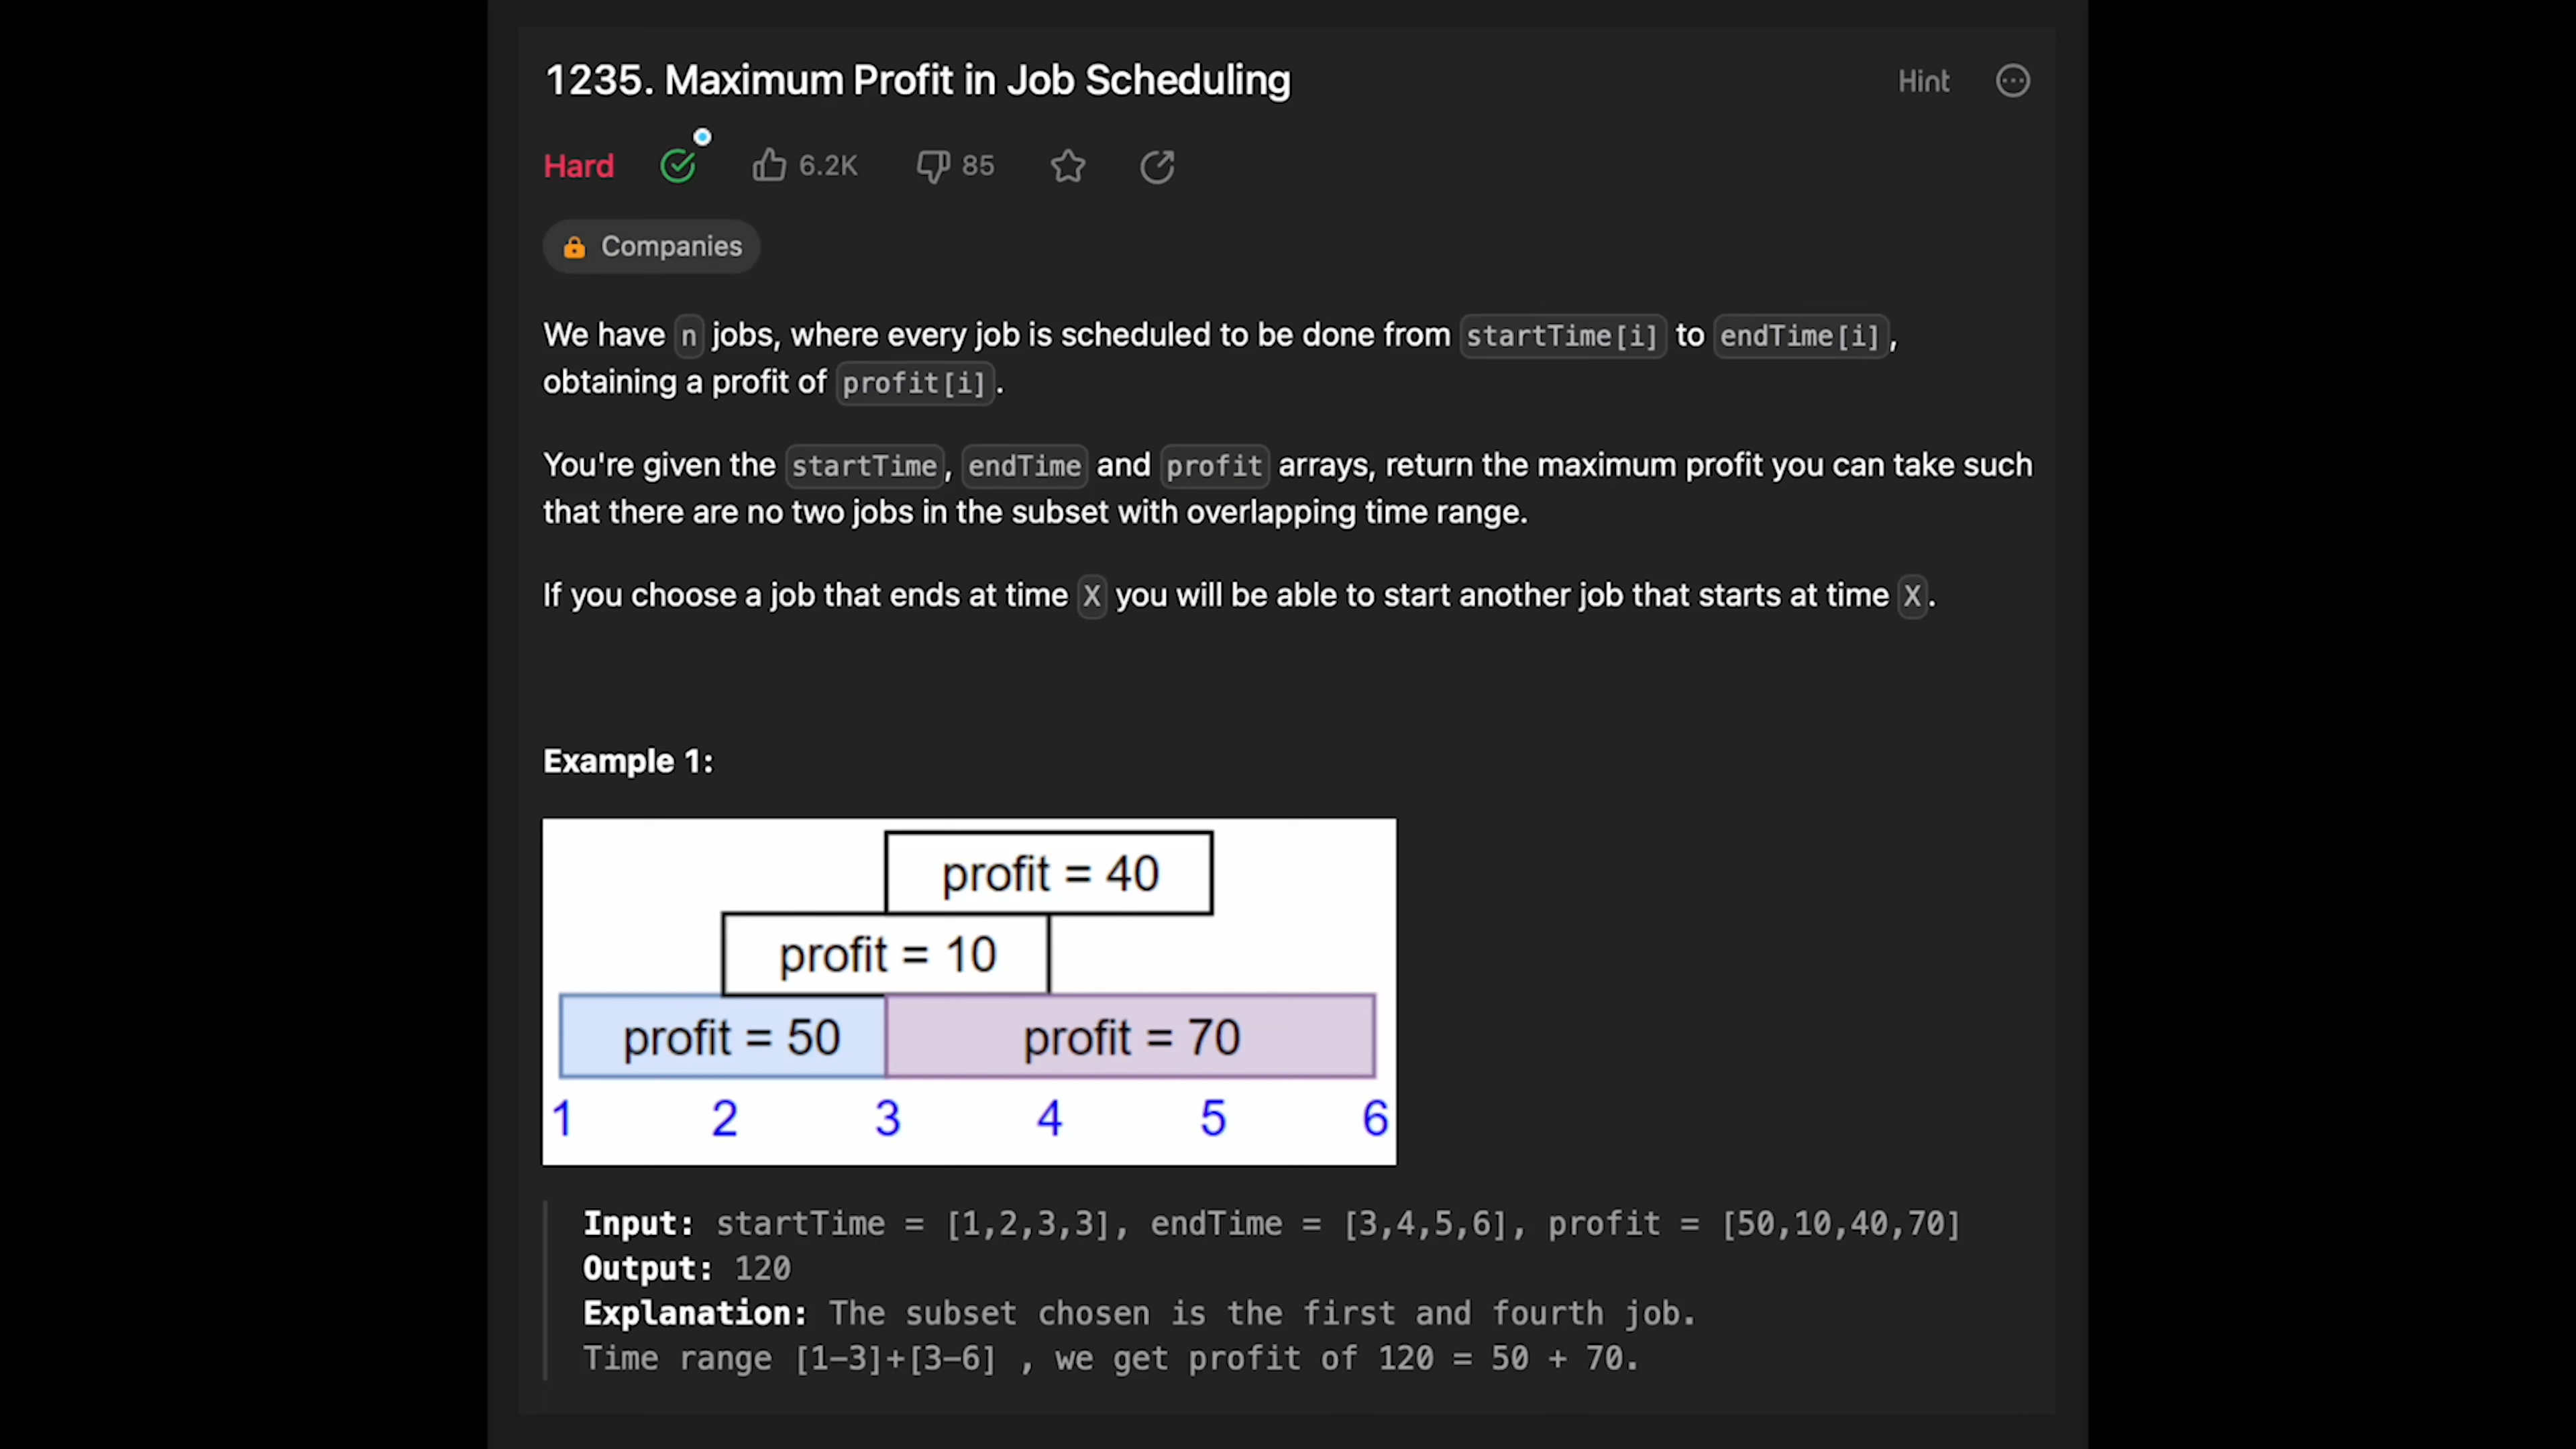 1235. Maximum Profit in Job Scheduling
Hint
Hard
6.2K
85
Companies
We have n jobs, where every job is scheduled to be done from startTime[i] to endTime[i],
obtaining a profit of profit[i].
You're given the startTime, endTime and profit arrays, return the maximum profit you can take such
that there are no two jobs in the subset with overlapping time range.
If you choose a job that ends at time X you will be able to start another job that starts at time X.
Example 1:
profit = 40
profit = 10
profit = 50
profit = 70
1 2 3 4 5 6
Input: startTime = [1,2,3,3], endTime = [3,4,5,6], profit = [50,10,40,70]
Output: 120
Explanation: The subset chosen is the first and fourth job.
Time range [1-3]+[3-6] , we get profit of 120 = 50 + 70.